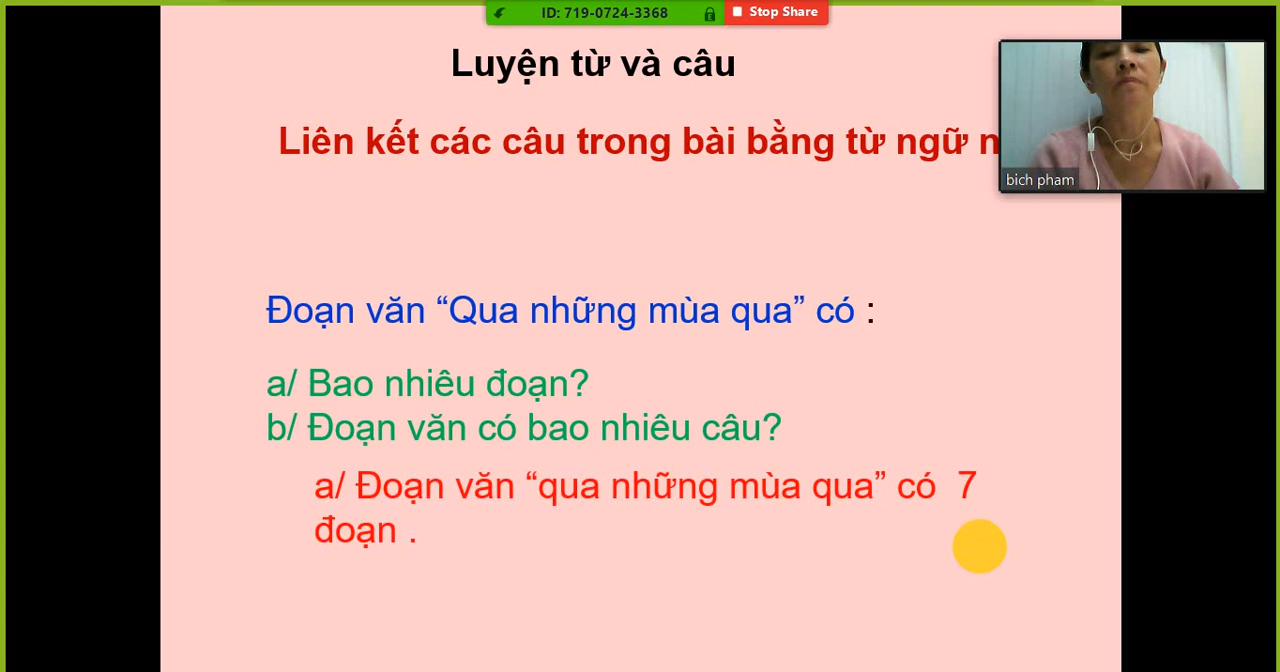 ID: 719-0724-3368
Stop Share
Luyện từ và câu
Liên kết các câu trong bài bằng từ ngữ n
bich pham
Đoạn văn “Qua những mùa qua” có :
a/ Bao nhiêu đoạn?
b/ Đoạn văn có bao nhiêu câu?
a/ Đoạn văn “qua những mùa qua” có 7
đoạn .